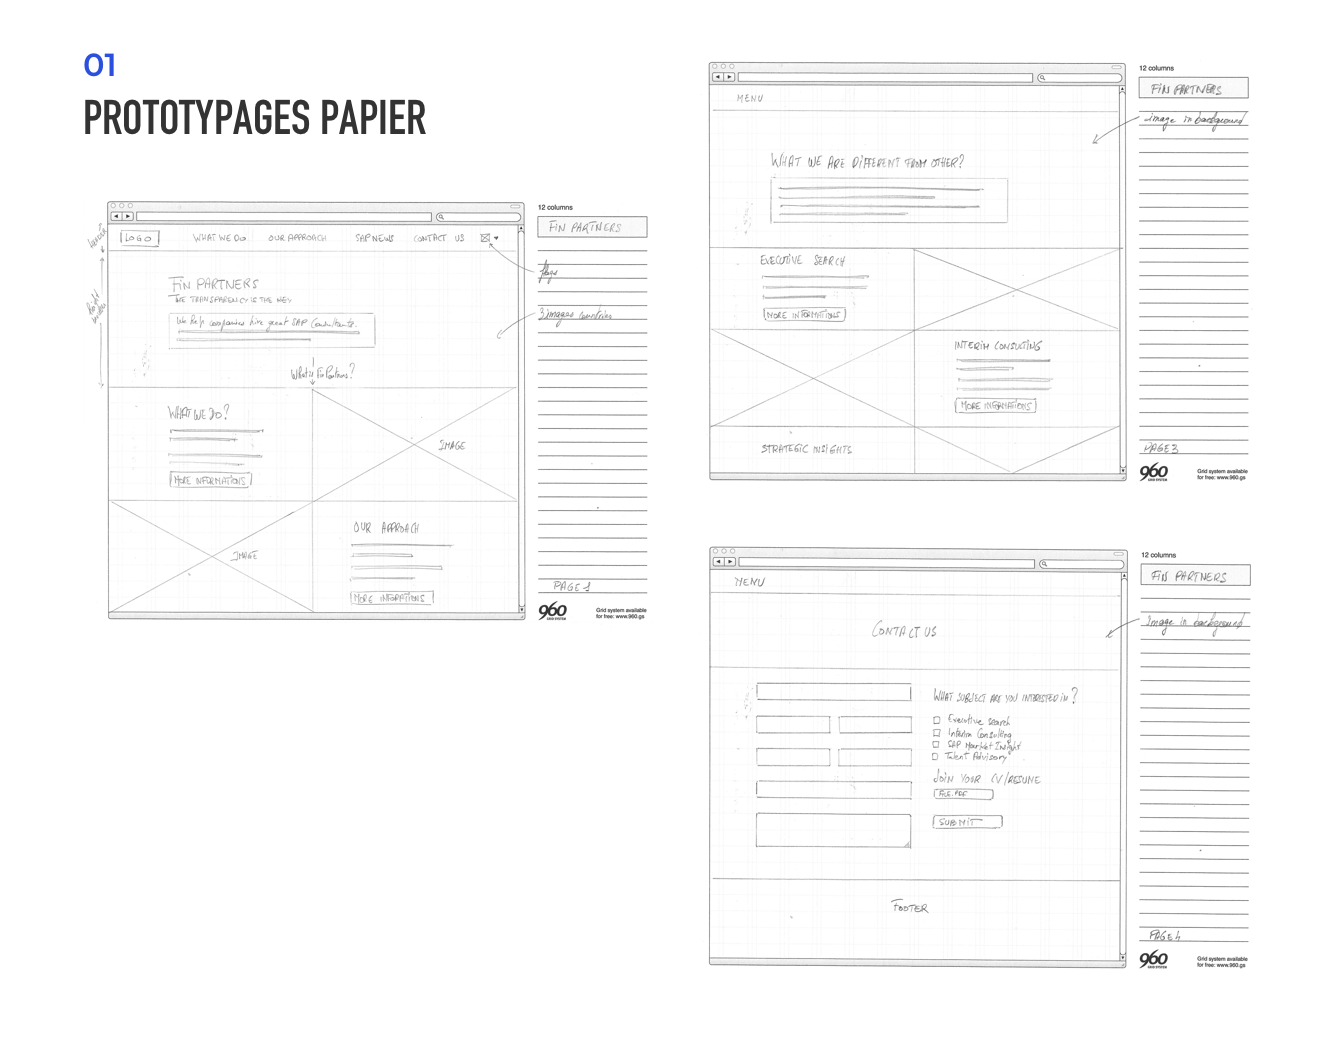 01
PROTOTYPAGES PAPIER
12 columns
FIN PARTNERS
LOGO
WHAT WE DO
OUR APPROACH
SAP NEWS
CONTACT US
flags
FIN PARTNERS
THE TRANSPARENCY IS THE KEY
We help companies hire great SAP Consultants.
3 images countries
What is Fin Partners?
WHAT WE DO?
MORE INFORMATIONS
IMAGE
IMAGE
OUR APPROACH
MORE INFORMATIONS
PAGE 1
960
GRID SYSTEM
Grid system available
for free: www.960.gs
12 columns
FIN PARTNERS
MENU
image in background
WHAT WE ARE DIFFERENT FROM OTHER?
EXECUTIVE SEARCH
MORE INFORMATIONS
INTERIM CONSULTING
MORE INFORMATIONS
STRATEGIC INSIGHTS
PAGE 3
960
GRID SYSTEM
Grid system available
for free: www.960.gs
12 columns
FIN PARTNERS
MENU
Image in background
CONTACT US
WHAT SUBJECT ARE YOU INTERESTED IN?
Executive Search
Interim Consulting
SAP Market Insight
Talent Advisory
JOIN YOUR CV/RESUME
FILE.PDF
SUBMIT
FOOTER
PAGE 4
960
GRID SYSTEM
Grid system available
for free: www.960.gs